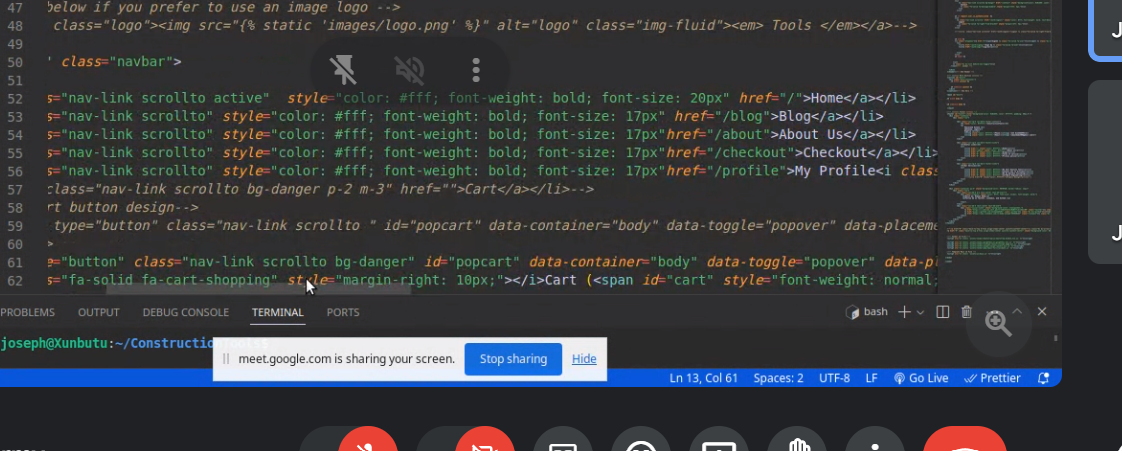 47 below if you prefer to use an image logo -->
48 class="logo"><img src="{% static 'images/logo.png' %}" alt="logo" class="img-fluid"><em> Tools </em></a>-->
49
50 ' class="navbar">
51
52 s="nav-link scrollto active" style="color: #fff; font-weight: bold; font-size: 20px" href="/">Home</a></li>
53 s="nav-link scrollto" style="color: #fff; font-weight: bold; font-size: 17px" href="/blog">Blog</a></li>
54 s="nav-link scrollto" style="color: #fff; font-weight: bold; font-size: 17px" href="/about">About Us</a></li>
55 s="nav-link scrollto" style="color: #fff; font-weight: bold; font-size: 17px"href="/checkout">Checkout</a></li>
56 s="nav-link scrollto" style="color: #fff; font-weight: bold; font-size: 17px"href="/profile">My Profile<i class
57 class="nav-link scrollto bg-danger p-2 m-3" href="">Cart</a></li>-->
58 rt button design-->
59 type="button" class="nav-link scrollto " id="popcart" data-container="body" data-toggle="popover" data-placeme
60 >
61 e="button" class="nav-link scrollto bg-danger" id="popcart" data-container="body" data-toggle="popover" data-pl
62 s="fa-solid fa-cart-shopping" style="margin-right: 10px;"></i>Cart (<span id="cart" style="font-weight: normal;
PROBLEMS OUTPUT DEBUG CONSOLE TERMINAL PORTS bash
joseph@Xunbutu:~/Constructio
meet.google.com is sharing your screen. Stop sharing Hide
Ln 13, Col 61 Spaces: 2 UTF-8 LF Go Live Prettier
J
J